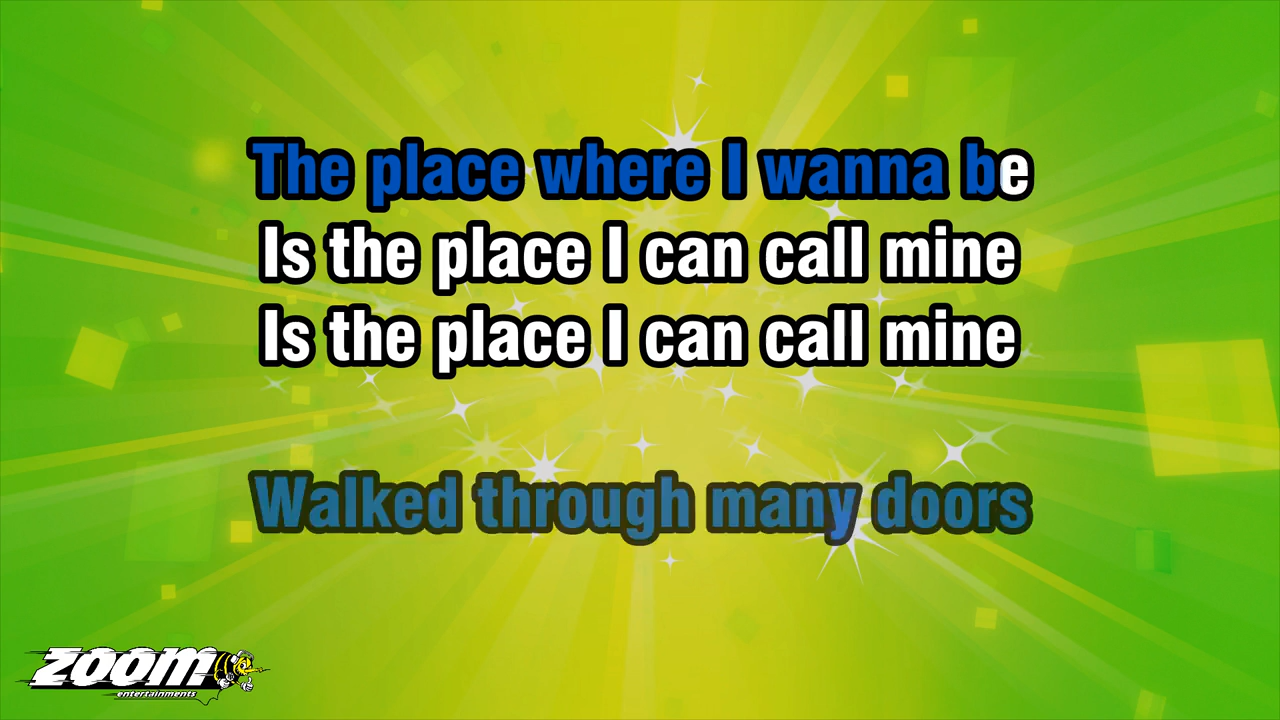 The place where I wanna be
Is the place I can call mine
Is the place I can call mine
Walked through many doors
zoom
entertainments